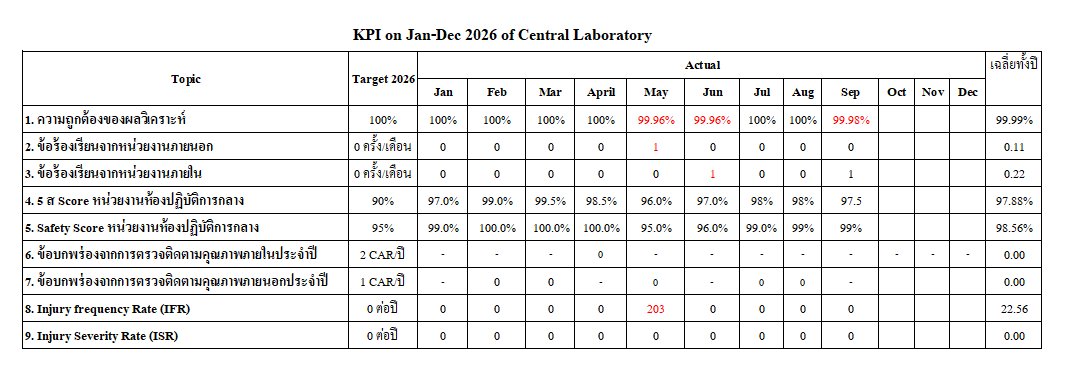 KPI on Jan-Dec 2026 of Central Laboratory
Topic Target 2026 Actual เฉลี่ยทั้งปี
Jan Feb Mar April May Jun Jul Aug Sep Oct Nov Dec
1. ความถูกต้องของผลวิเคราะห์ 100% 100% 100% 100% 100% 99.96% 99.96% 100% 100% 99.98% 99.99%
2. ข้อร้องเรียนจากหน่วยงานภายนอก 0 ครั้ง/เดือน 0 0 0 0 1 0 0 0 0 0.11
3. ข้อร้องเรียนจากหน่วยงานภายใน 0 ครั้ง/เดือน 0 0 0 0 0 1 0 0 1 0.22
4. 5 ส Score หน่วยงานห้องปฏิบัติการกลาง 90% 97.0% 99.0% 99.5% 98.5% 96.0% 97.0% 98% 98% 97.5 97.88%
5. Safety Score หน่วยงานห้องปฏิบัติการกลาง 95% 99.0% 100.0% 100.0% 100.0% 95.0% 96.0% 99.0% 99% 99% 98.56%
6. ข้อบกพร่องจากการตรวจติดตามคุณภาพภายในประจำปี 2 CAR/ปี - - - 0 - - - - - - - - 0.00
7. ข้อบกพร่องจากการตรวจติดตามคุณภาพภายนอกประจำปี 1 CAR/ปี - 0 0 - 0 0 0 0 - 0.00
8. Injury frequency Rate (IFR) 0 ต่อปี 0 0 0 0 203 0 0 0 0 22.56
9. Injury Severity Rate (ISR) 0 ต่อปี 0 0 0 0 0 0 0 0 0 0.00